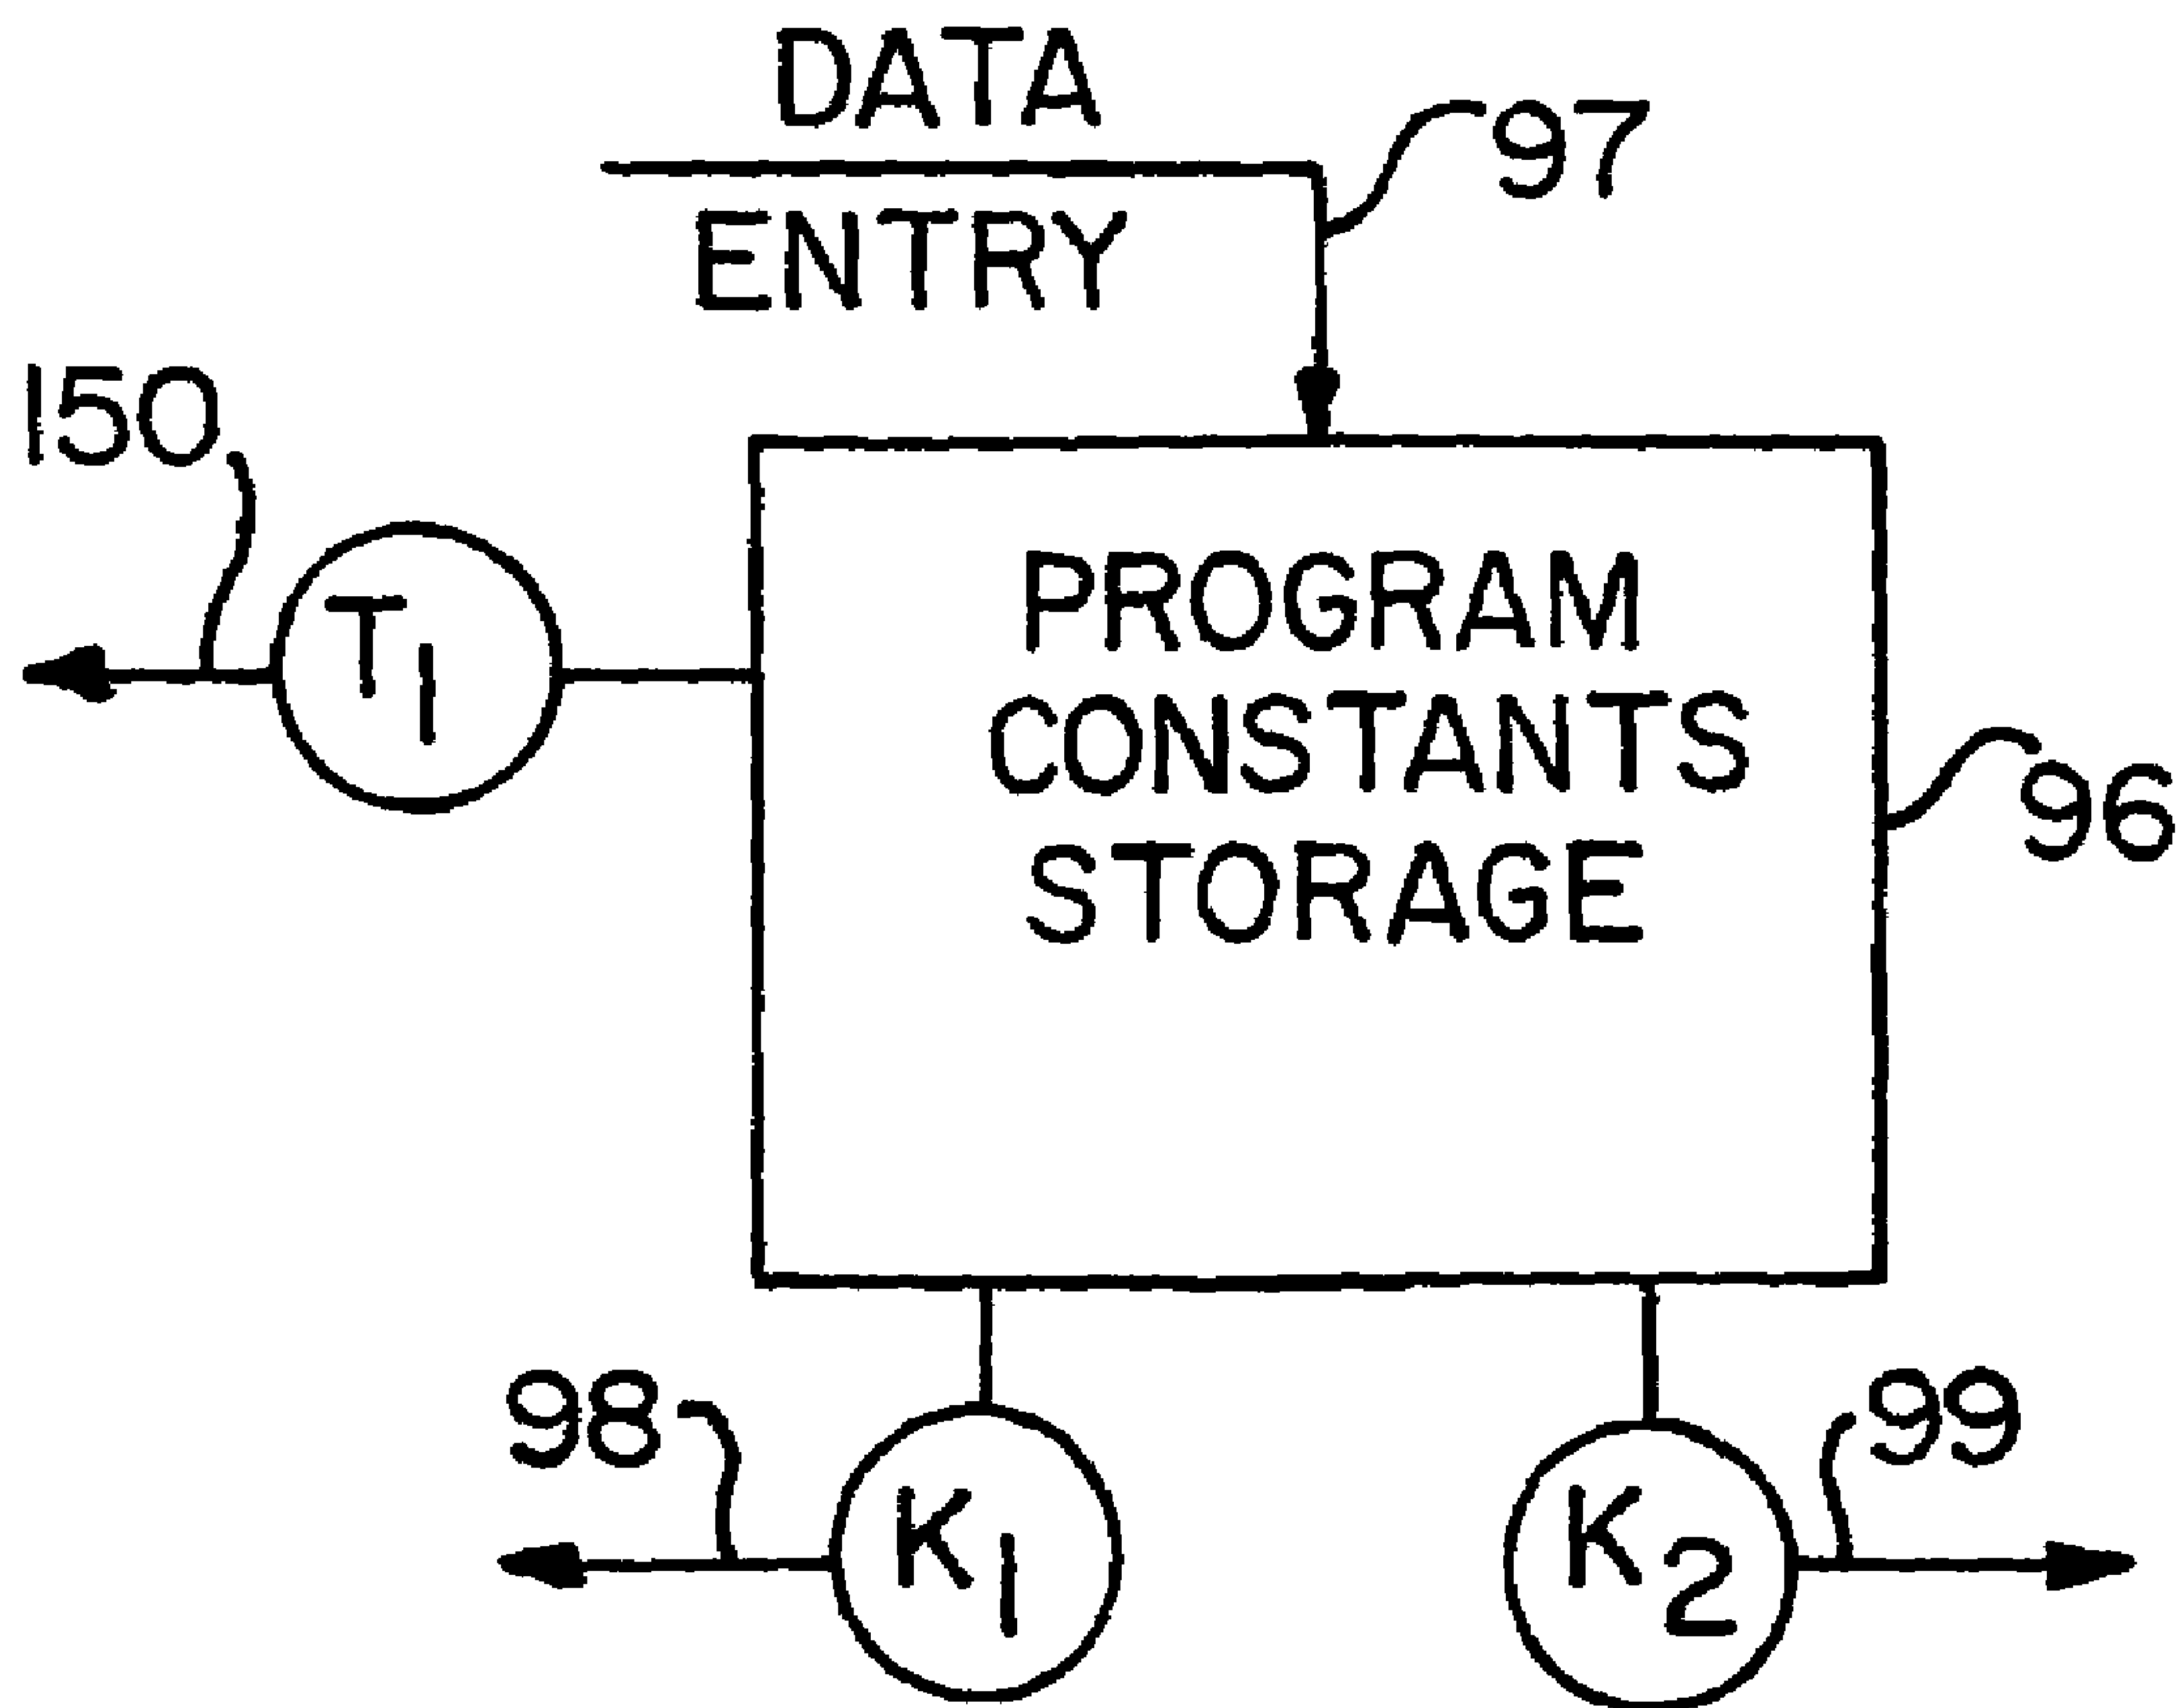 DATA
97
ENTRY
150
T1
PROGRAM
CONSTANTS
STORAGE
96
98
99
K1
K2